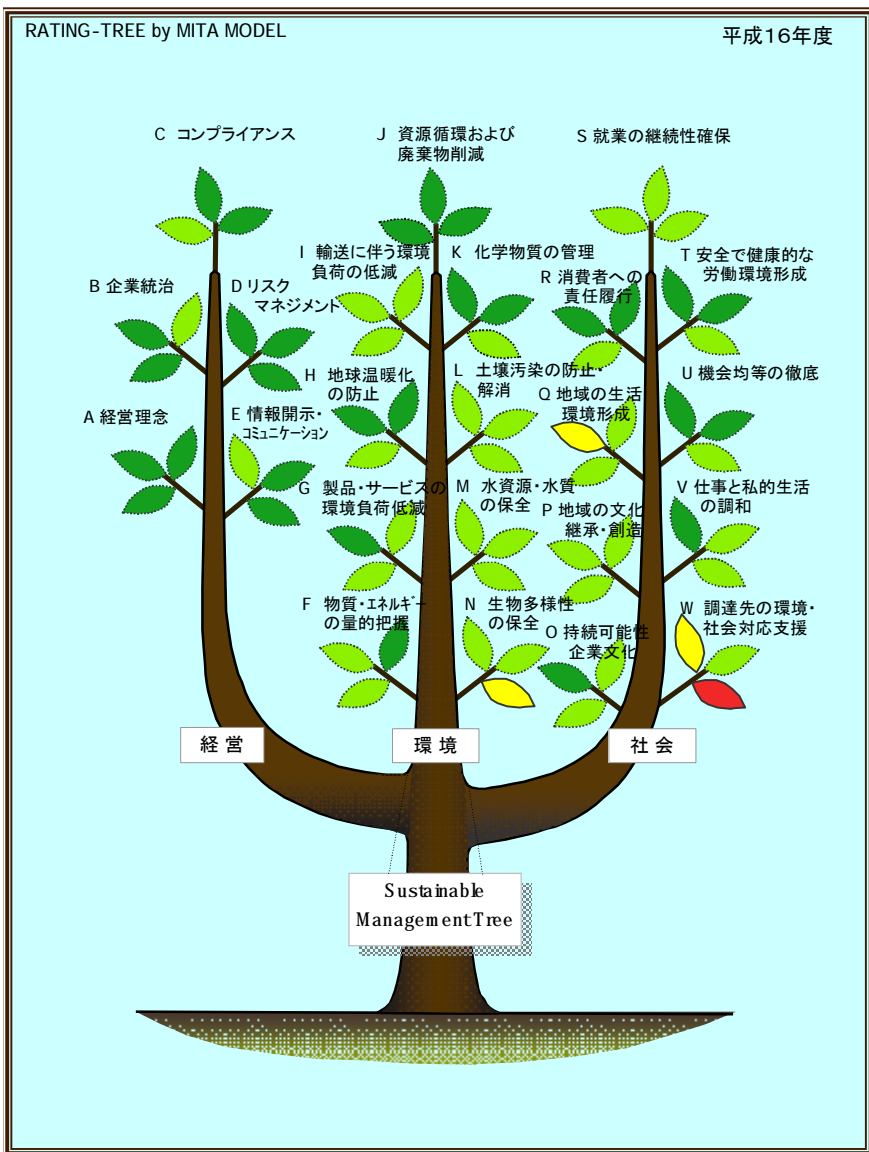 RATING-TREE by MITA MODEL
平成16年度
C コンプライアンス
J 資源循環および
廃棄物削減
S 就業の継続性確保
I 輸送に伴う環境
負荷の低減
K 化学物質の管理
T 安全で健康的な
労働環境形成
R 消費者への
責任履行
B 企業統治
D リスク
マネジメント
H 地球温暖化
の防止
L 土壌汚染の防止・
解消
U 機会均等の徹底
Q 地域の生活
環境形成
A 経営理念
E 情報開示・
コミュニケーション
G 製品・サービスの
環境負荷低減
M 水資源・水質
の保全
V 仕事と私的生活
の調和
P 地域の文化
継承・創造
F 物質・エネルギー
の量的把握
N 生物多様性
の保全
W 調達先の環境・
社会対応支援
O 持続可能性
企業文化
経営
環境
社会
Sustainable
Management Tree